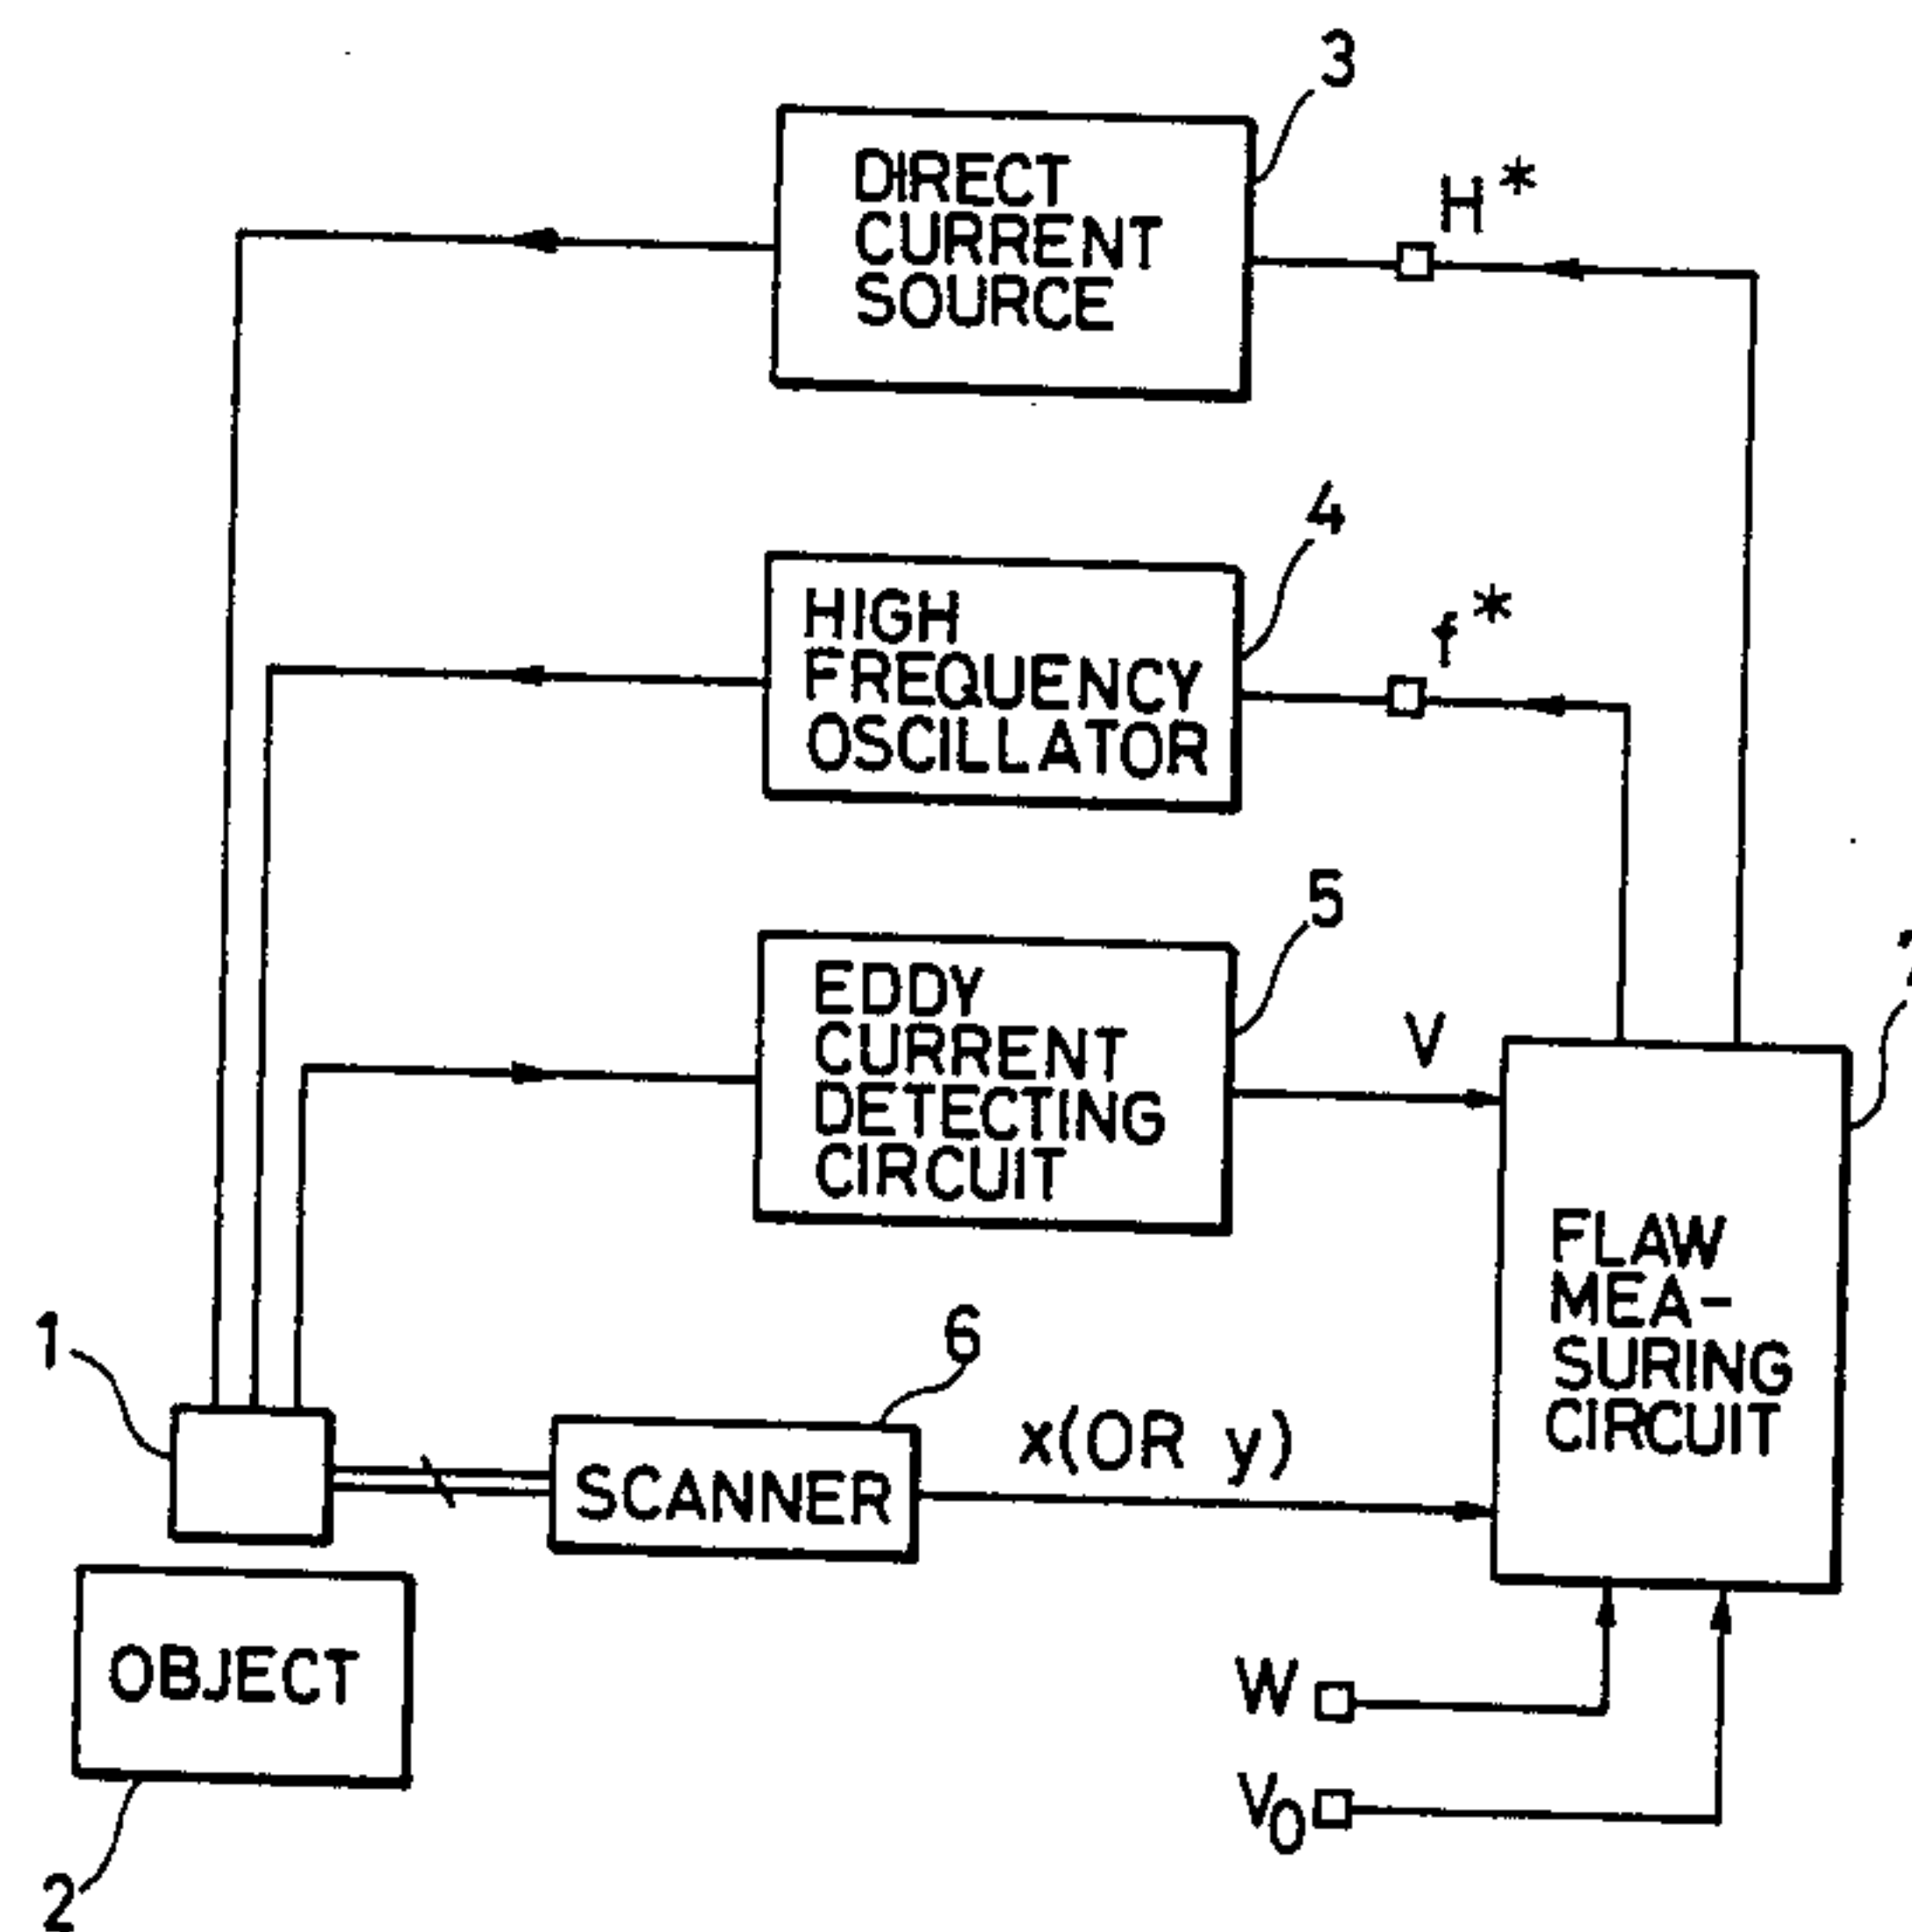 3
DIRECT
CURRENT
SOURCE
H*
4
HIGH
FREQUENCY
OSCILLATOR
f*
5
EDDY
CURRENT
DETECTING
CIRCUIT
V
FLAW
MEA-
SURING
CIRCUIT
1
6
SCANNER
x(OR y)
OBJECT
W
V0
2